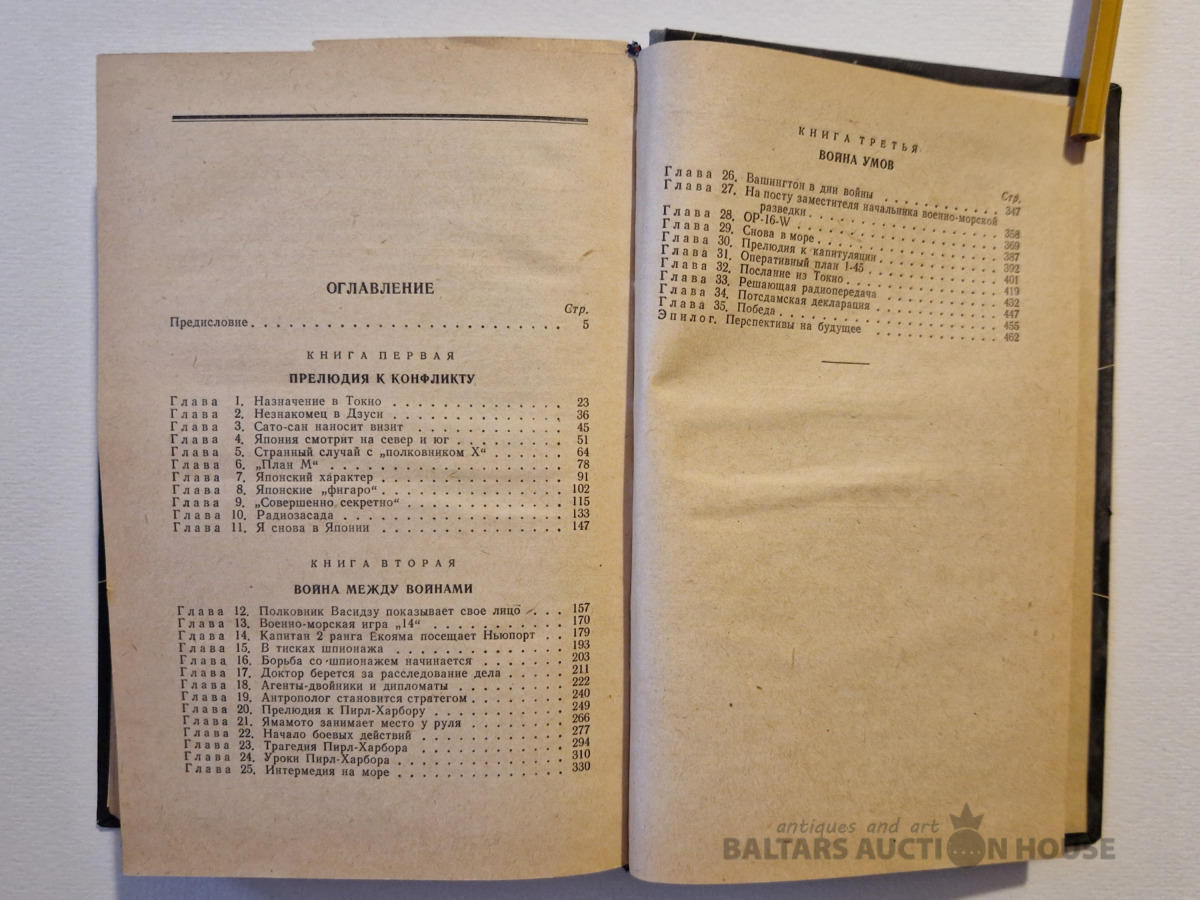 ОГЛАВЛЕНИЕ
Стр.
Предисловие . . . . . . . . . . . . . . . . . . . . . . . . 5
КНИГА ПЕРВАЯ
ПРЕЛЮДИЯ К КОНФЛИКТУ
Глава 1. Назначение в Токио . . . . . . . . . . . . . . 23
Глава 2. Незнакомец в Дзуси . . . . . . . . . . . . . . 36
Глава 3. Сато-сан наносит визит . . . . . . . . . . . . 45
Глава 4. Япония смотрит на север и юг . . . . . . . . . 51
Глава 5. Странный случай с „полковником X“ . . . . . . 64
Глава 6. „План М“ . . . . . . . . . . . . . . . . . . . 78
Глава 7. Японский характер . . . . . . . . . . . . . . 91
Глава 8. Японские „фигаро“ . . . . . . . . . . . . . . 102
Глава 9. „Совершенно секретно“ . . . . . . . . . . . . 115
Глава 10. Радиозасада . . . . . . . . . . . . . . . . . 133
Глава 11. Я снова в Японии . . . . . . . . . . . . . . 147
КНИГА ВТОРАЯ
ВОЙНА МЕЖДУ ВОЙНАМИ
Глава 12. Полковник Васидзу показывает свое лицо . . . 157
Глава 13. Военно-морская игра „14“ . . . . . . . . . . 170
Глава 14. Капитан 2 ранга Екояма посещает Ньюпорт . . 179
Глава 15. В тисках шпионажа . . . . . . . . . . . . . . 193
Глава 16. Борьба со шпионажем начинается . . . . . . . 203
Глава 17. Доктор берется за расследование дела . . . . . 211
Глава 18. Агенты-двойники и дипломаты . . . . . . . . . 222
Глава 19. Антрополог становится стратегом . . . . . . . 240
Глава 20. Прелюдия к Пирл-Харбору . . . . . . . . . . . 249
Глава 21. Ямамото занимает место у руля . . . . . . . . 266
Глава 22. Начало боевых действий . . . . . . . . . . . 277
Глава 23. Трагедия Пирл-Харбора . . . . . . . . . . . . 294
Глава 24. Уроки Пирл-Харбора . . . . . . . . . . . . . 310
Глава 25. Интермедия на море . . . . . . . . . . . . . 330
КНИГА ТРЕТЬЯ
ВОЙНА УМОВ
Стр.
Глава 26. Вашингтон в дни войны . . . . . . . . . . . . 347
Глава 27. На посту заместителя начальника военно-морской
разведки . . . . . . . . . . . . . . . . . . . 358
Глава 28. OP-16-W . . . . . . . . . . . . . . . . . . . 369
Глава 29. Снова в море . . . . . . . . . . . . . . . . 387
Глава 30. Прелюдия к капитуляции . . . . . . . . . . . 392
Глава 31. Оперативный план I-45 . . . . . . . . . . . . 401
Глава 32. Послание из Токио . . . . . . . . . . . . . . 419
Глава 33. Решающая радиопередача . . . . . . . . . . . 432
Глава 34. Потсдамская декларация . . . . . . . . . . . 447
Глава 35. Победа . . . . . . . . . . . . . . . . . . . 455
Эпилог. Перспективы на будущее . . . . . . . . . . . . 462
antiques and art
BALTARS AUCTION HOUSE